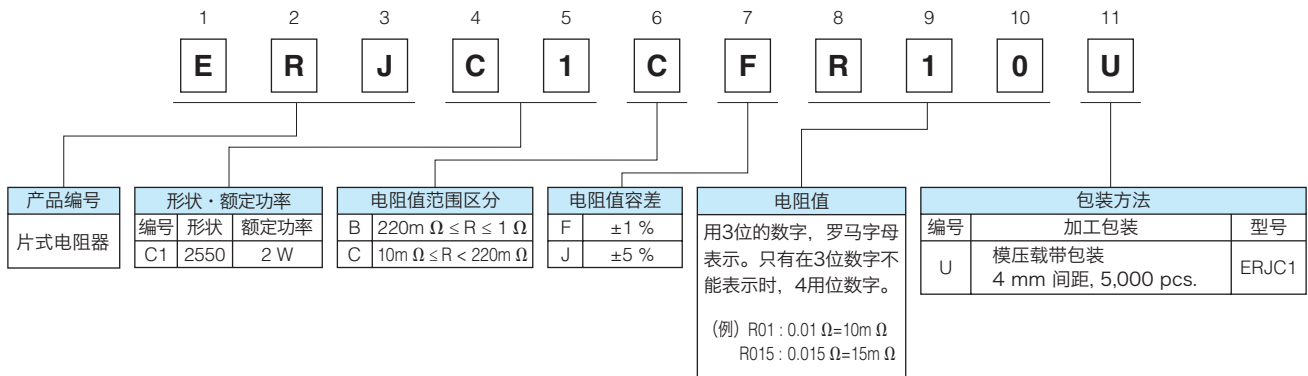 1 2 3 4 5 6 7 8 9 10 11
E R J C 1 C F R 1 0 U
产品编号
片式电阻器
形状・额定功率
编号 形状 额定功率
C1 2550 2 W
电阻值范围区分
B 220m Ω ≤ R ≤ 1 Ω
C 10m Ω ≤ R < 220m Ω
电阻值容差
F ±1 %
J ±5 %
电阻值
用3位的数字，罗马字母
表示。只有在3位数字不
能表示时，4用位数字。
（例）R01 : 0.01 Ω=10m Ω
R015 : 0.015 Ω=15m Ω
包装方法
编号 加工包装 型号
U 模压载带包装 ERJC1
4 mm 间距, 5,000 pcs.